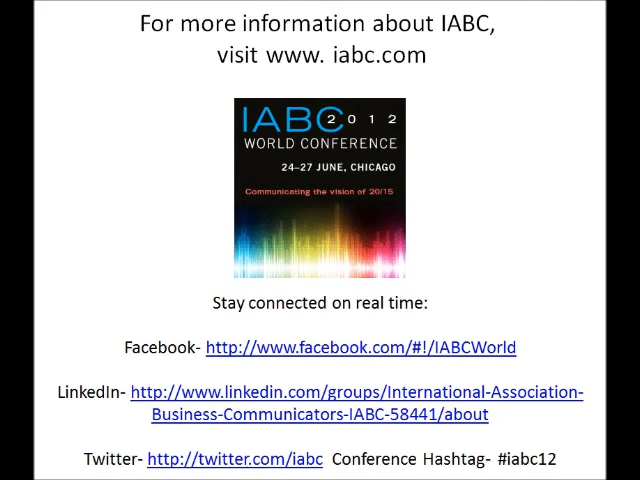 For more information about IABC,
visit www. iabc.com
IABC 2012
WORLD CONFERENCE
24–27 JUNE, CHICAGO
Communicating the vision of 20/15
Stay connected on real time:
Facebook- http://www.facebook.com/#!/IABCWorld
LinkedIn- http://www.linkedin.com/groups/International-Association-
Business-Communicators-IABC-58441/about
Twitter- http://twitter.com/iabc Conference Hashtag- #iabc12